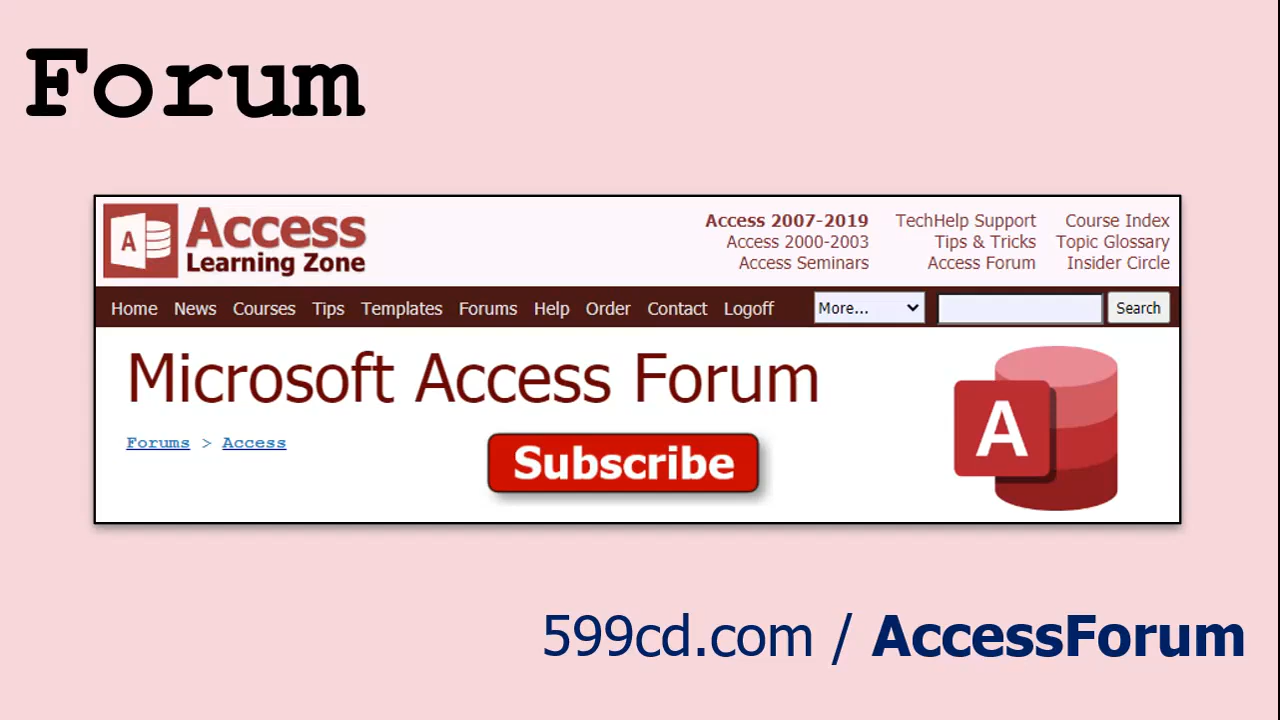 Forum
A
Access
Learning Zone
Access 2007-2019 TechHelp Support Course Index
Access 2000-2003 Tips & Tricks Topic Glossary
Access Seminars Access Forum Insider Circle
Home News Courses Tips Templates Forums Help Order Contact Logoff More... Search
Microsoft Access Forum
Forums > Access
Subscribe
A
599cd.com / AccessForum